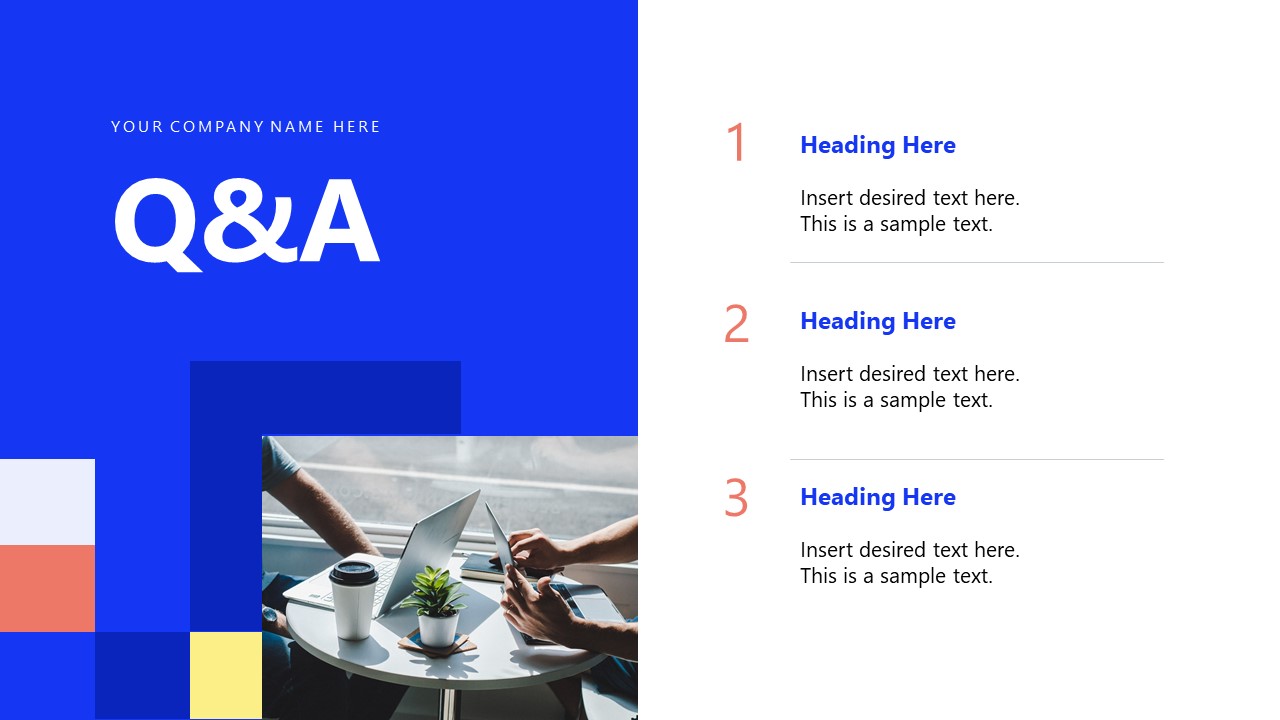 YOUR COMPANY NAME HERE
Q&A
1
Heading Here
Insert desired text here.
This is a sample text.
2
Heading Here
Insert desired text here.
This is a sample text.
3
Heading Here
Insert desired text here.
This is a sample text.